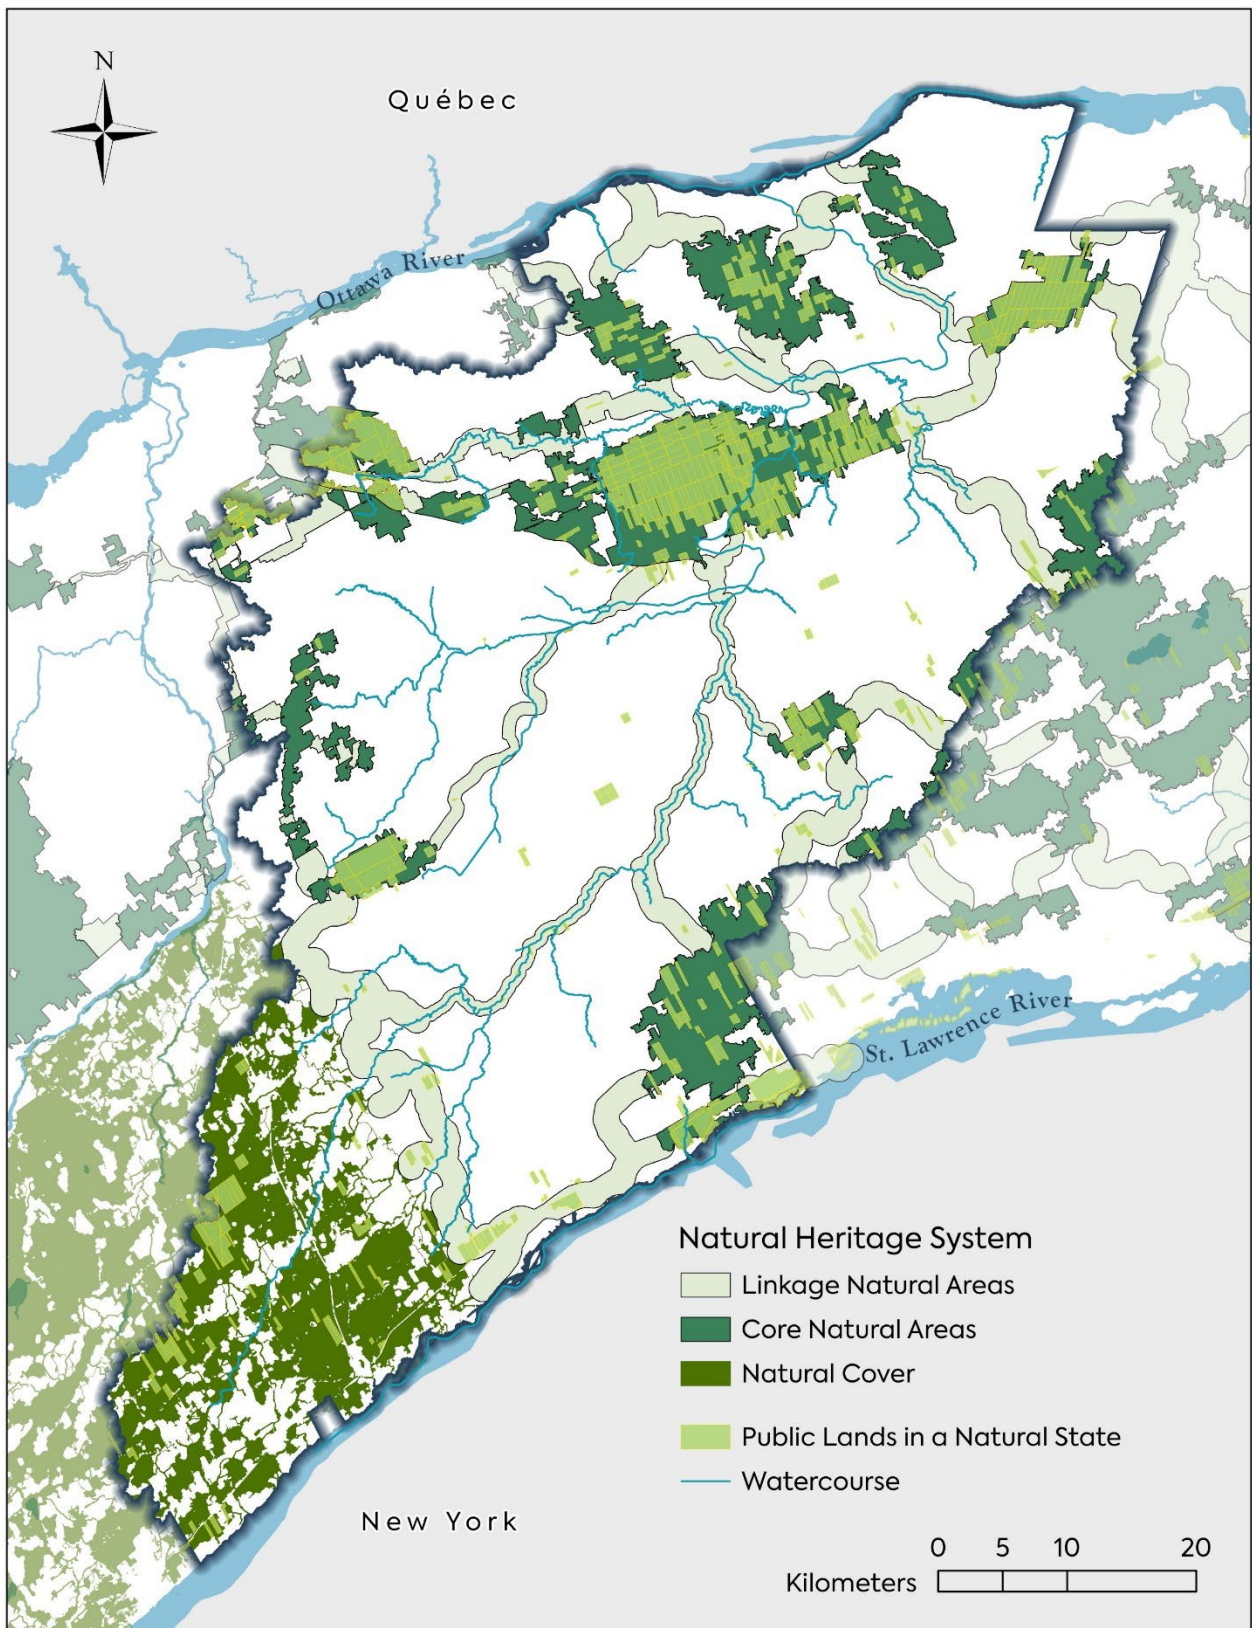 N
Québec
Ottawa River
St. Lawrence River
Natural Heritage System
Linkage Natural Areas
Core Natural Areas
Natural Cover
Public Lands in a Natural State
Watercourse
New York
0 5 10 20
Kilometers